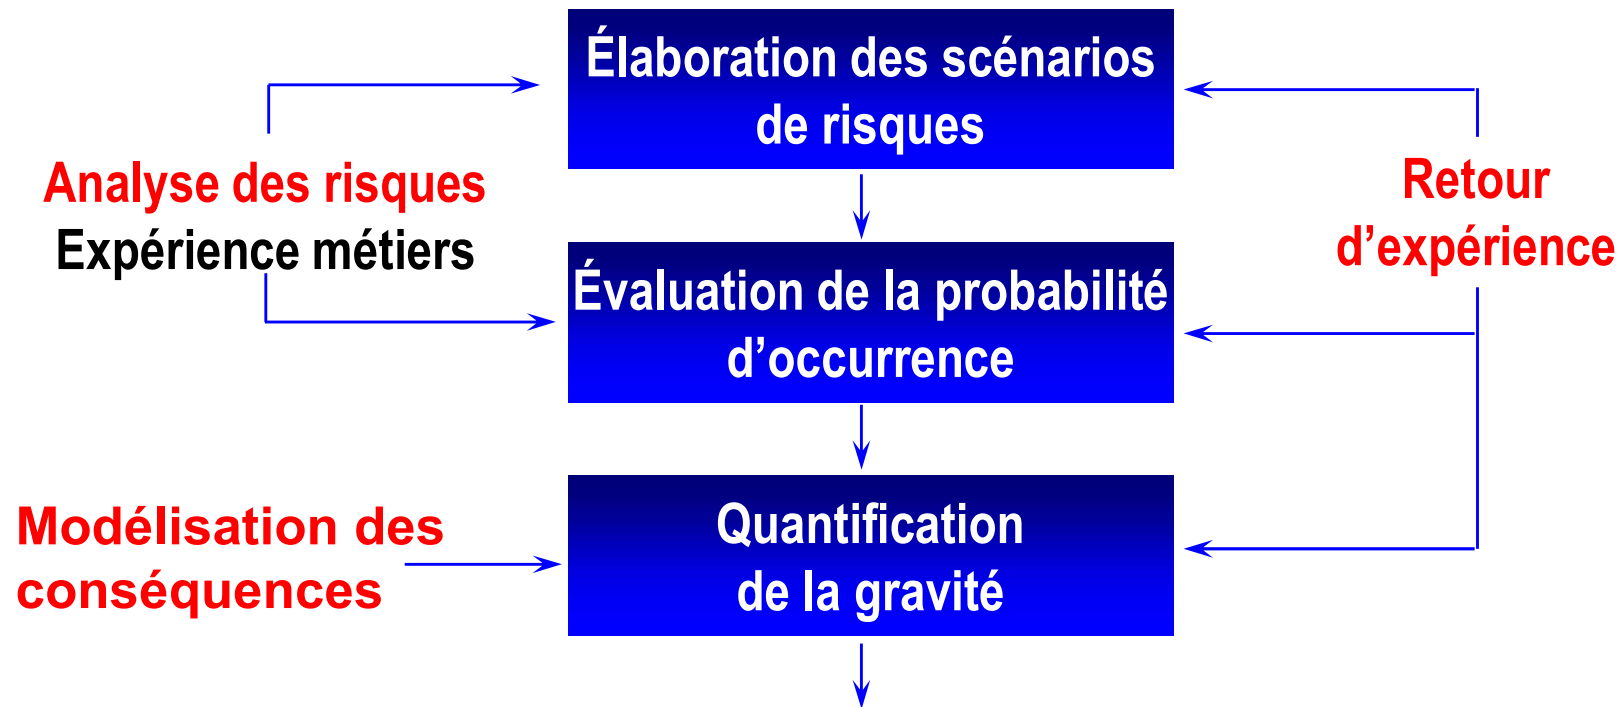 Élaboration des scénarios
de risques
Analyse des risques
Expérience métiers
Retour
d’expérience
Évaluation de la probabilité
d’occurrence
Modélisation des
conséquences
Quantification
de la gravité